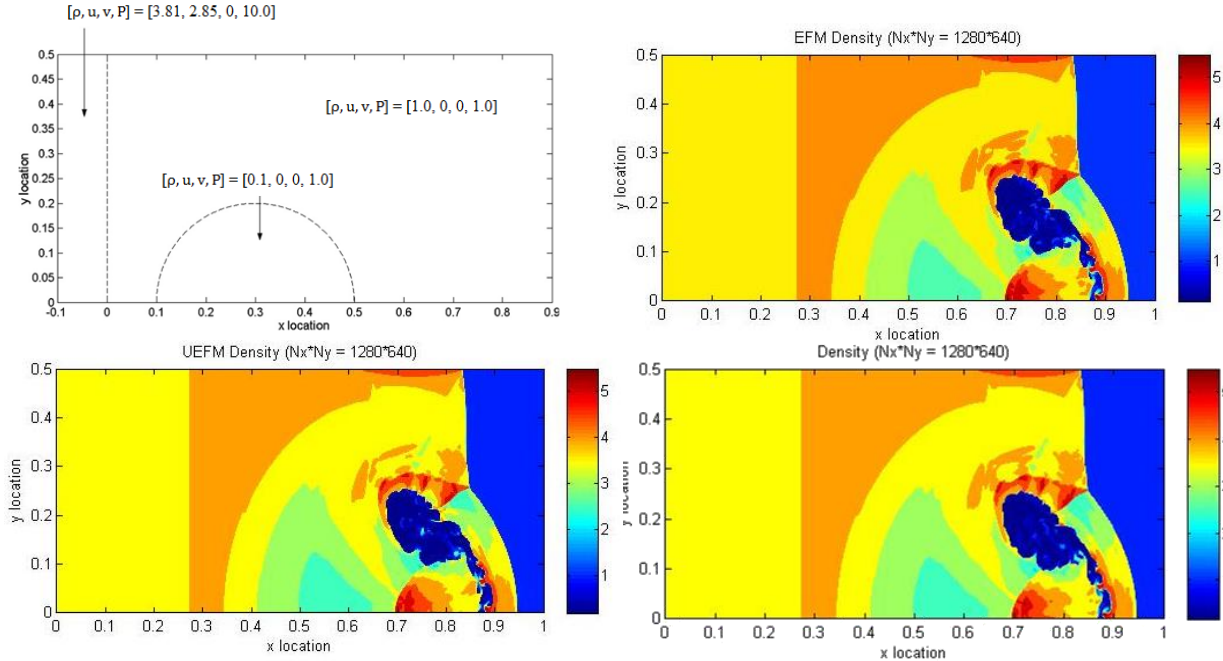 [ρ, u, v, P] = [3.81, 2.85, 0, 10.0]
0.5
0.45
0.4
0.35
0.3
0.25
0.2
0.15
0.1
0.05
0
y location
[ρ, u, v, P] = [1.0, 0, 0, 1.0]
[ρ, u, v, P] = [0.1, 0, 0, 1.0]
-0.1 0 0.1 0.2 0.3 0.4 0.5 0.6 0.7 0.8 0.9
x location
EFM Density (Nx*Ny = 1280*640)
0.5
0.4
0.3
0.2
0.1
0
y location
0 0.1 0.2 0.3 0.4 0.5 0.6 0.7 0.8 0.9 1
x location
5
4
3
2
1
UEFM Density (Nx*Ny = 1280*640)
0.5
0.4
0.3
0.2
0.1
0
y location
0 0.1 0.2 0.3 0.4 0.5 0.6 0.7 0.8 0.9 1
x location
5
4
3
2
1
Density (Nx*Ny = 1280*640)
0.5
0.4
0.3
0.2
0.1
0
y location
0 0.1 0.2 0.3 0.4 0.5 0.6 0.7 0.8 0.9 1
x location